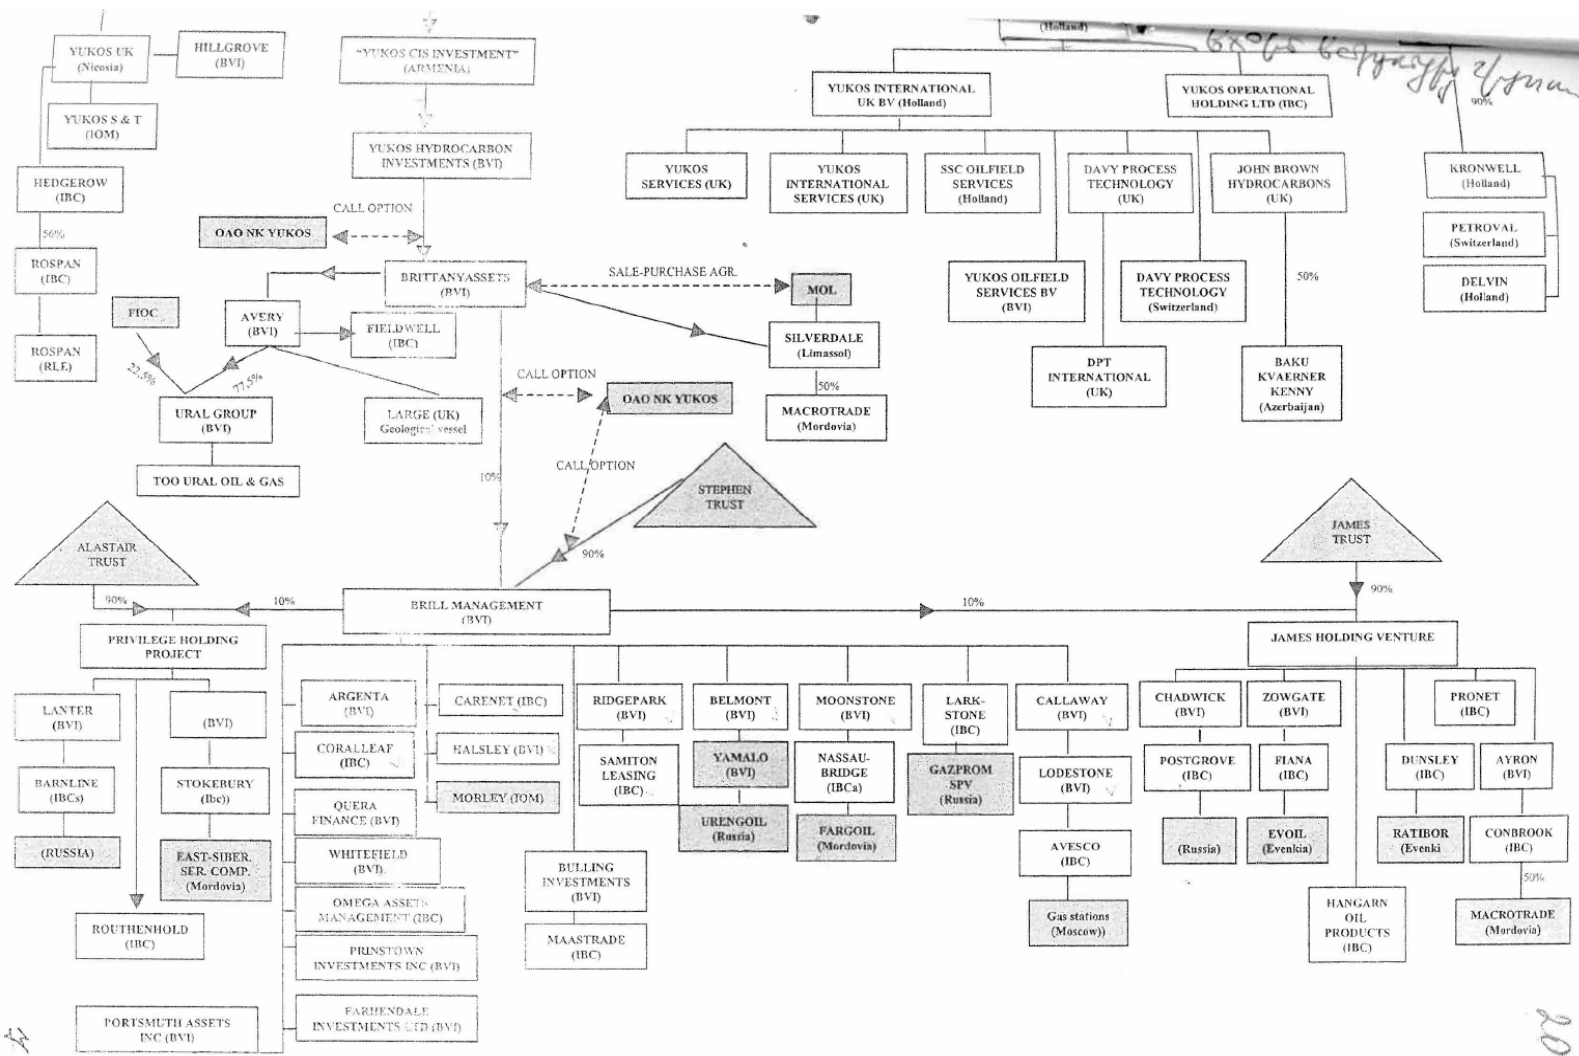 (Holland)
YUKOS UK
(Nicosia)
HILLGROVE
(BVI)
"YUKOS CIS INVESTMENT"
(ARMENIA)
YUKOS INTERNATIONAL
UK BV (Holland)
YUKOS OPERATIONAL
HOLDING LTD (IBC)
90%
YUKOS S & T
(IOM)
YUKOS HYDROCARBON
INVESTMENTS (BVI)
YUKOS
SERVICES (UK)
YUKOS
INTERNATIONAL
SERVICES (UK)
SSC OILFIELD
SERVICES
(Holland)
DAVY PROCESS
TECHNOLOGY
(UK)
JOHN BROWN
HYDROCARBONS
(UK)
KRONWELL
(Holland)
HEDGEROW
(IBC)
CALL OPTION
OAO NK YUKOS
PETROVAL
(Switzerland)
56%
ROSPAN
(IBC)
BRITTANYASSETS
(BVI)
SALE-PURCHASE AGR.
MOL
YUKOS OILFIELD
SERVICES BV
(BVI)
DAVY PROCESS
TECHNOLOGY
(Switzerland)
50%
DELVIN
(Holland)
FIOC
AVERY
(BVI)
FIELDWELL
(IBC)
SILVERDALE
(Limassol)
ROSPAN
(RLE)
22,5%
77,5%
CALL OPTION
50%
DPT
INTERNATIONAL
(UK)
BAKU
KVAERNER
KENNY
(Azerbaijan)
URAL GROUP
(BVI)
LARGE (UK)
Geological vessel
OAO NK YUKOS
MACROTRADE
(Mordovia)
TOO URAL OIL & GAS
10%
CALL OPTION
STEPHEN
TRUST
ALASTAIR
TRUST
JAMES
TRUST
90%
90%
10%
BRILL MANAGEMENT
(BVI)
10%
90%
PRIVILEGE HOLDING
PROJECT
JAMES HOLDING VENTURE
LANTER
(BVI)
(BVI)
ARGENTA
(BVI)
CARENET (IBC)
RIDGEPARK
(BVI)
BELMONT
(BVI)
MOONSTONE
(BVI)
LARK-
STONE
(IBC)
CALLAWAY
(BVI)
CHADWICK
(BVI)
ZOWGATE
(BVI)
PRONET
(IBC)
CORALLEAF
(IBC)
HALSLEY (BVI)
SAMITON
LEASING
(IBC)
YAMALO
(BVI)
NASSAU-
BRIDGE
(IBCa)
GAZPROM
SPV
(Russia)
LODESTONE
(BVI)
POSTGROVE
(IBC)
FIANA
(IBC)
DUNSLEY
(IBC)
AYRON
(BVI)
BARNLINE
(IBCs)
STOKEBURY
(Ibc))
QUERA
FINANCE (BVI)
MORLEY (IOM)
URENGOIL
(Russia)
FARGOIL
(Mordovia)
AVESCO
(IBC)
(Russia)
EVOIL
(Evenkia)
RATIBOR
(Evenki
CONBROOK
(IBC)
(RUSSIA)
EAST-SIBER.
SER. COMP.
(Mordovia)
WHITEFIELD
(BVI)
BULLING
INVESTMENTS
(BVI)
50%
OMEGA ASSETS
MANAGEMENT (IBC)
Gas stations
(Moscow))
HANGARN
OIL
PRODUCTS
(IBC)
MACROTRADE
(Mordovia)
ROUTHENHOLD
(IBC)
PRINSTOWN
INVESTMENTS INC (BVI)
MAASTRADE
(IBC)
PORTSMUTH ASSETS
INC (BVI)
FARHENDALE
INVESTMENTS LTD (BVI)
20